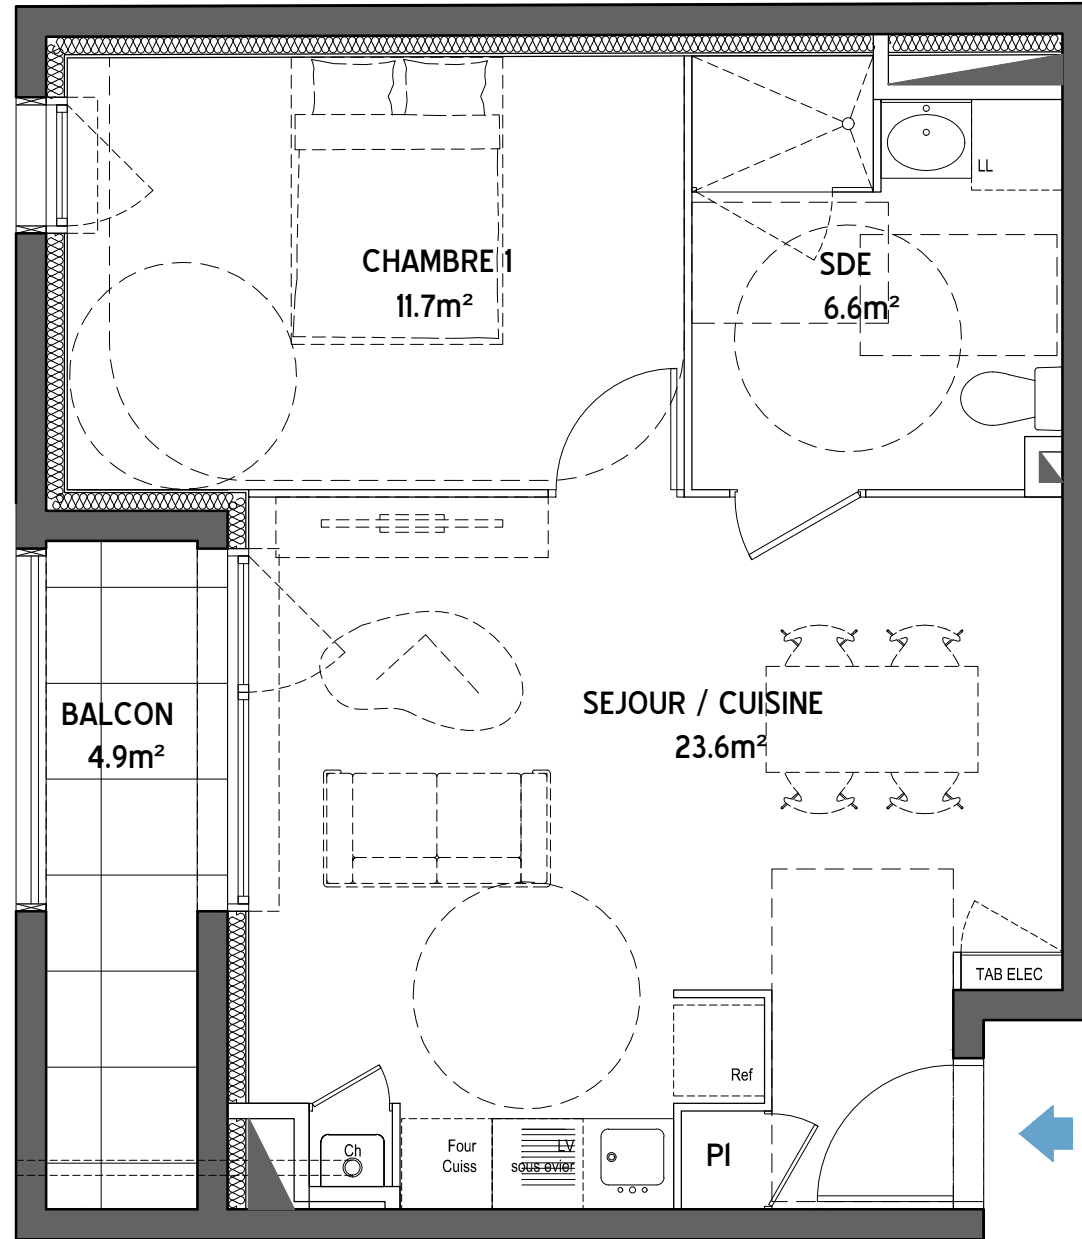 CHAMBRE 1
11.7m²
SDE
6.6m²
LL
BALCON
4.9m²
SEJOUR / CUISINE
23.6m²
TAB ELEC
Ref
Ch
Four
Cuiss
LV
sous evier
Pl